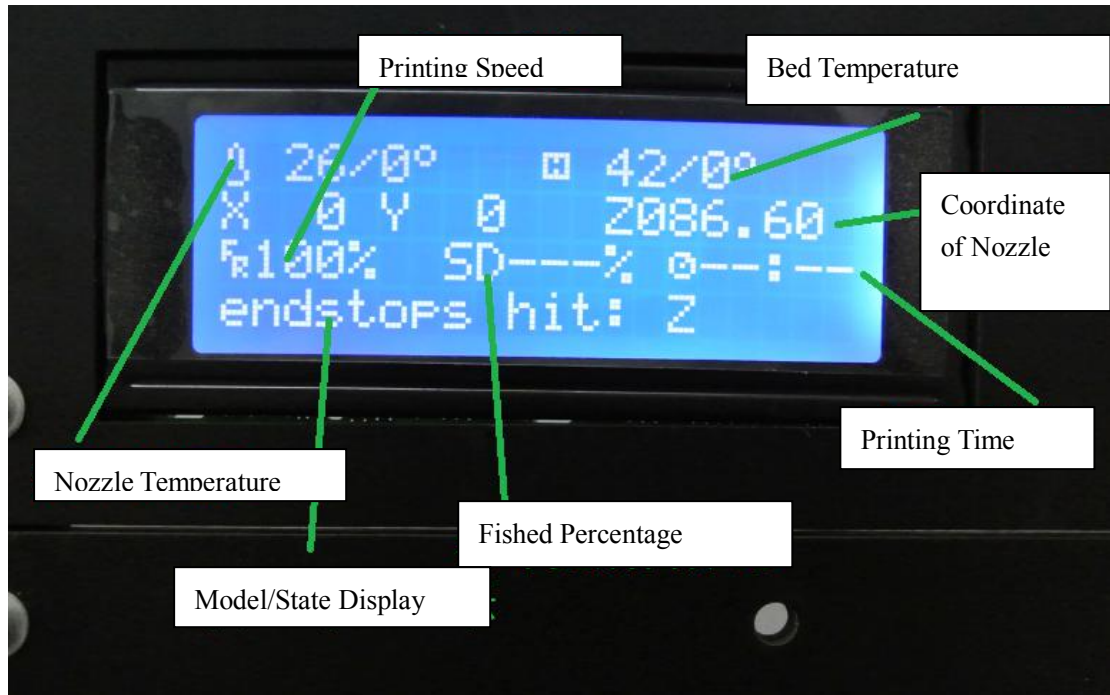 Printing Speed
Bed Temperature
26/0° 42/0°
X 0 Y 0 Z086.60
FR100% SD---% --:--
endstops hit: Z
Coordinate
of Nozzle
Printing Time
Nozzle Temperature
Fished Percentage
Model/State Display